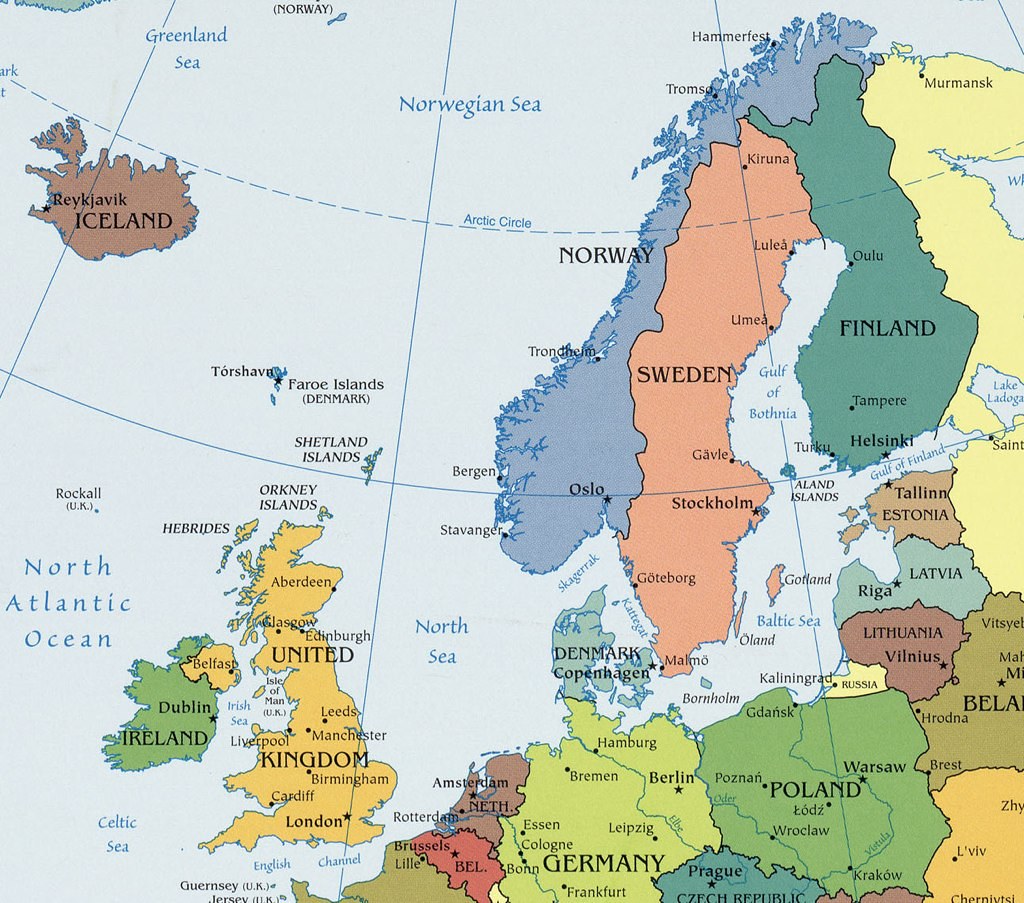 (NORWAY)
Greenland
Sea
Hammerfest
Murmansk
Tromsø
Norwegian Sea
Kiruna
Reykjavik
ICELAND
Arctic Circle
NORWAY
Luleå
Oulu
Umeå
FINLAND
Trondheim
SWEDEN
Gulf
of
Bothnia
Tórshavn
Faroe Islands
(DENMARK)
Lake
Ladoga
Tampere
SHETLAND
ISLANDS
Turku
Helsinki
Gulf of Finland
Saint
Bergen
Gävle
ALAND
ISLANDS
Rockall
(U.K.)
ORKNEY
ISLANDS
Oslo
Stockholm
Tallinn
ESTONIA
HEBRIDES
Stavanger
North
Atlantic
Ocean
Skagerrak
Aberdeen
Göteborg
Gotland
LATVIA
Riga
Kattegat
Glasgow
Edinburgh
North
Sea
Baltic Sea
Öland
LITHUANIA
Vilnius
UNITED
KINGDOM
Belfast
DENMARK
Copenhagen
Malmö
Kaliningrad
RUSSIA
Isle
of
Man
(U.K.)
Bornholm
Dublin
Irish
Sea
IRELAND
Leeds
Liverpool
Manchester
Gdańsk
Hrodna
BELA
Hamburg
Birmingham
Bremen
Berlin
Poznań
Warsaw
Brest
POLAND
Amsterdam
NETH.
Cardiff
London
Rotterdam
Oder
Łódź
Zhy
Celtic
Sea
Essen
Leipzig
Elbe
Wroclaw
Vistula
English Channel
Brussels
Lille
BEL.
Cologne
Bonn
GERMANY
L'viv
Prague
Kraków
Guernsey (U.K.)
Jersey (U.K.)
Frankfurt
CZECH REPUBLIC
Chernivtsi